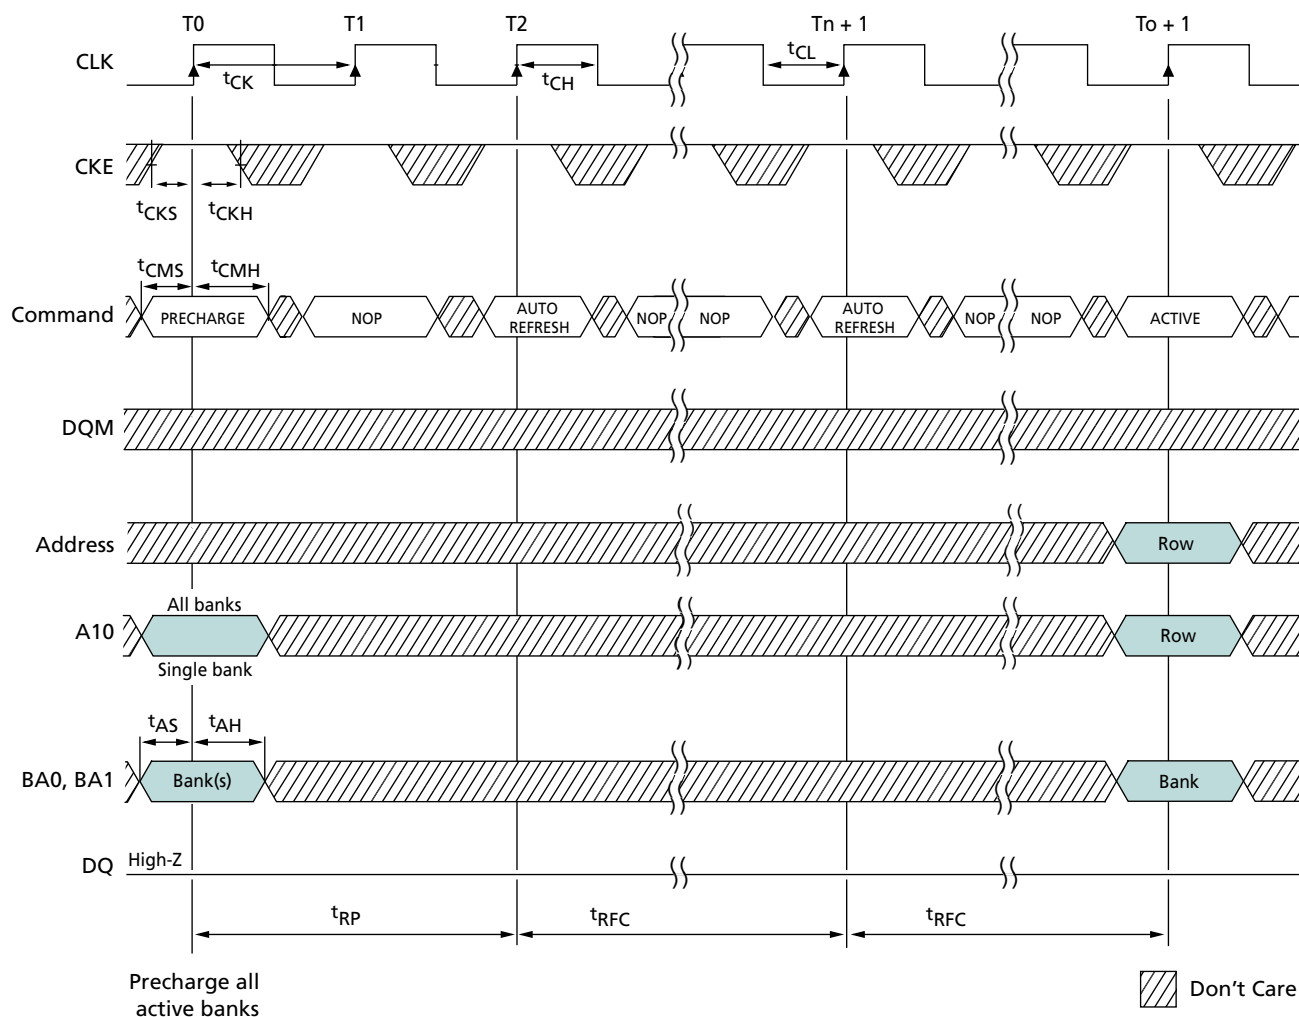 T0 T1 T2 Tn + 1 To + 1
CLK
tCK tCH tCL
CKE
tCKS tCKH
tCMS tCMH
Command PRECHARGE NOP AUTO REFRESH NOP NOP AUTO REFRESH NOP NOP ACTIVE
DQM
Address Row
All banks
A10 Row
Single bank
tAS tAH
BA0, BA1 Bank(s) Bank
DQ High-Z
tRP tRFC tRFC
Precharge all
active banks
Don't Care